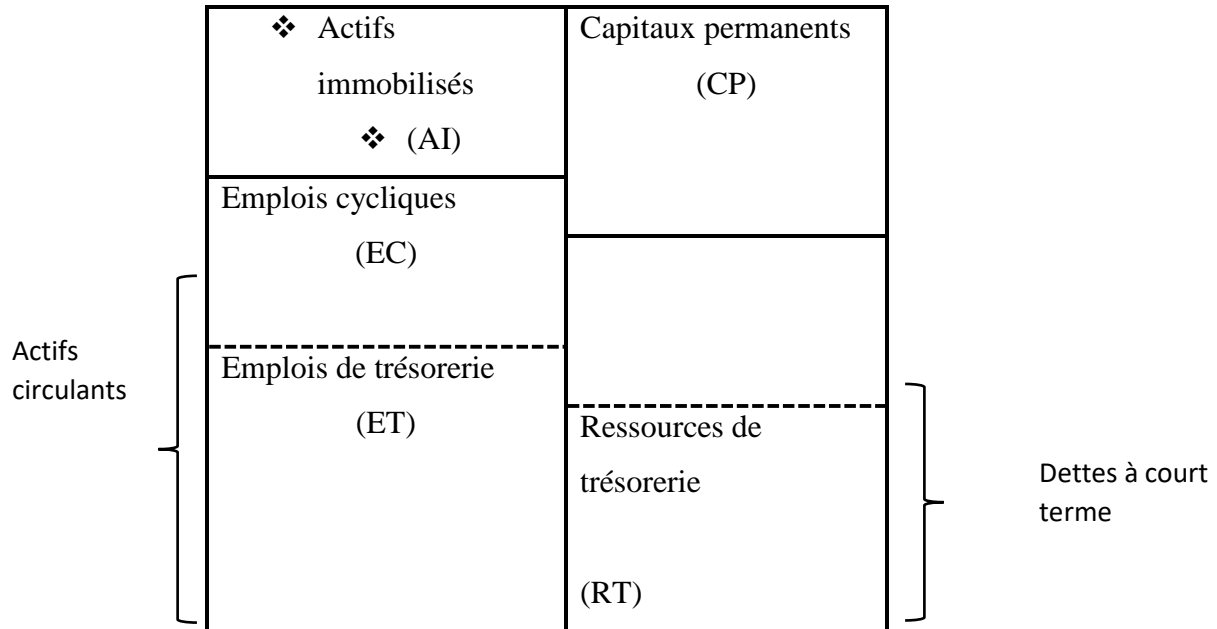 ❖ Actifs
immobilisés
❖ (AI)
Capitaux permanents
(CP)
Emplois cycliques
(EC)
Emplois de trésorerie
(ET)
Ressources de
trésorerie
(RT)
Actifs
circulants
Dettes à court
terme